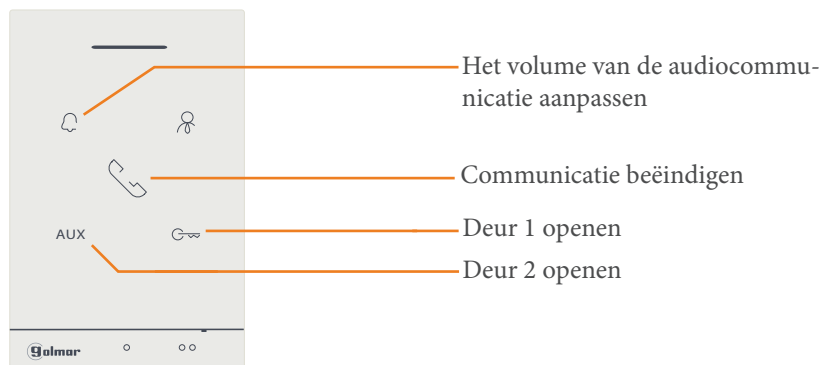 Het volume van de audiocommu-
nicatie aanpassen
Communicatie beëindigen
AUX
Deur 1 openen
Deur 2 openen
golmar